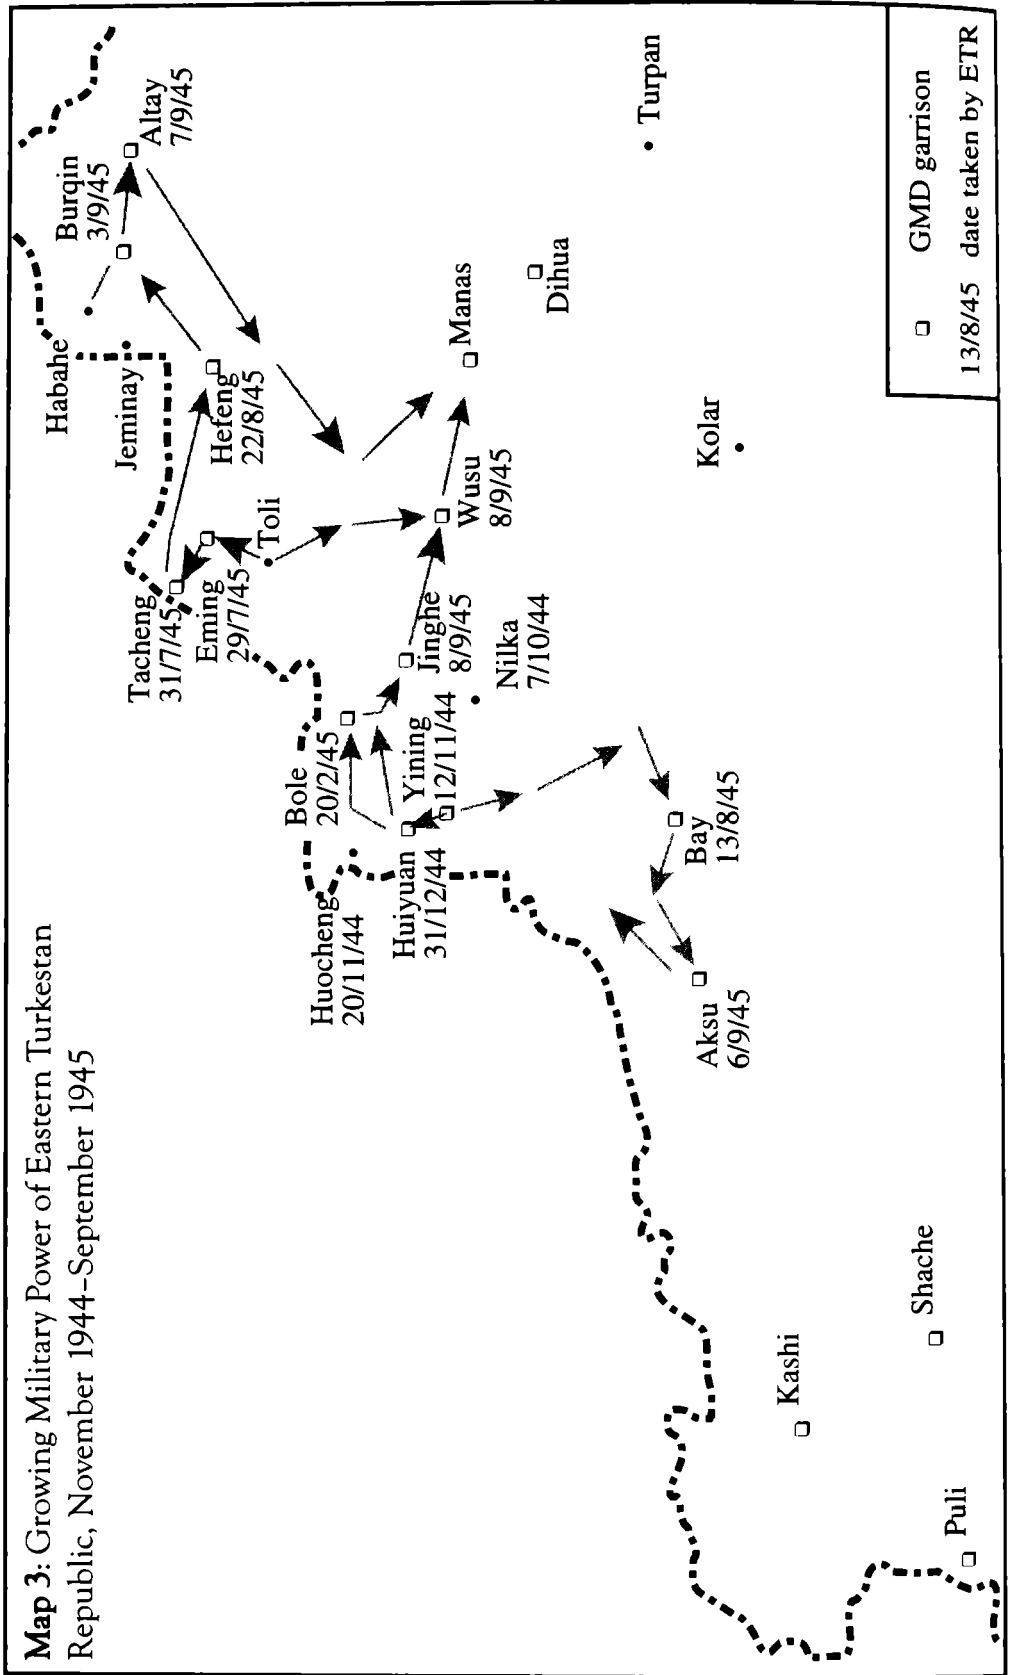 Map 3: Growing Military Power of Eastern Turkestan
Republic, November 1944–September 1945
Habahe
Burqin
3/9/45
Altay
7/9/45
Jeminay
Tacheng
31/7/45
Eming
29/7/45
Hefeng
22/8/45
Toli
Bole
20/2/45
Huocheng
20/11/44
Huiyuan
31/12/44
Yining
12/11/44
Jinghe
8/9/45
Wusu
8/9/45
Manas
Nilka
7/10/44
Dihua
Turpan
Bay
13/8/45
Aksu
6/9/45
Kolar
Kashi
Shache
Puli
GMD garrison
13/8/45 date taken by ETR